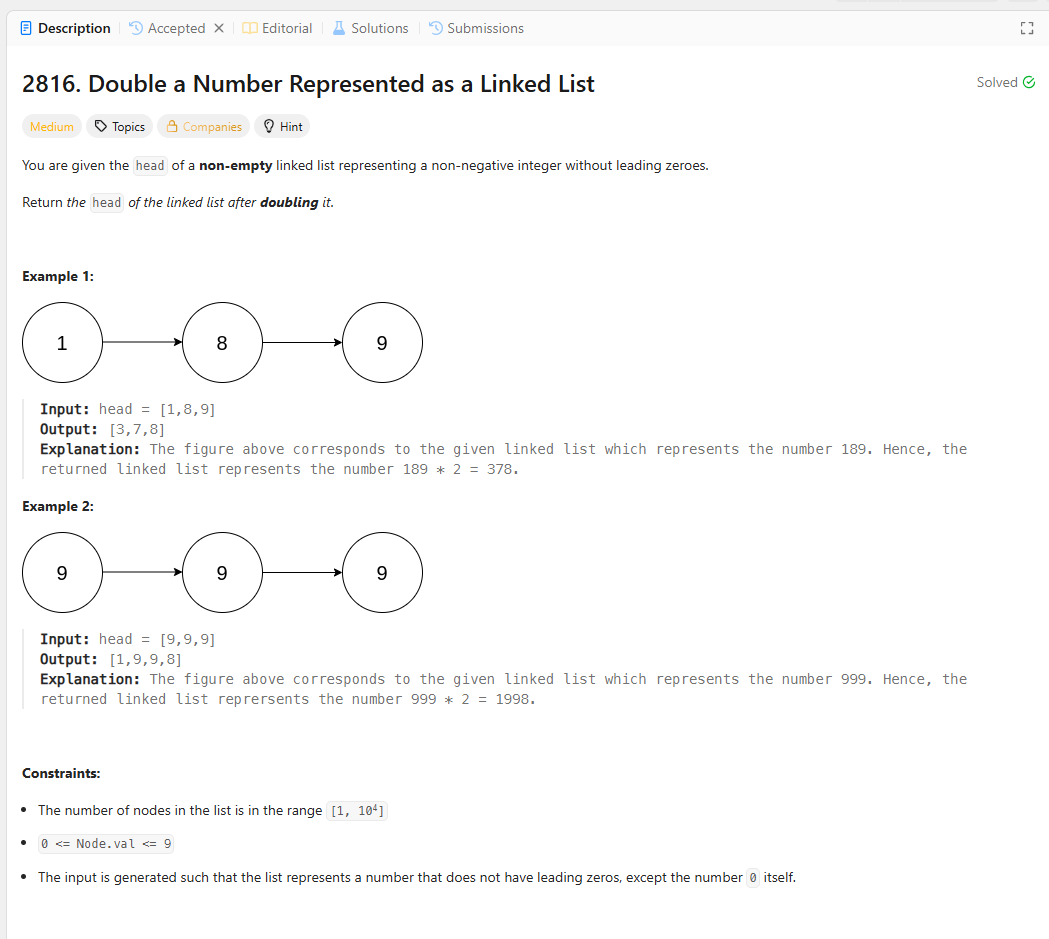 Description Accepted Editorial Solutions Submissions
2816. Double a Number Represented as a Linked List Solved
Medium Topics Companies Hint
You are given the head of a non-empty linked list representing a non-negative integer without leading zeroes.
Return the head of the linked list after doubling it.
Example 1:
1 8 9
Input: head = [1,8,9]
Output: [3,7,8]
Explanation: The figure above corresponds to the given linked list which represents the number 189. Hence, the
returned linked list represents the number 189 * 2 = 378.
Example 2:
9 9 9
Input: head = [9,9,9]
Output: [1,9,9,8]
Explanation: The figure above corresponds to the given linked list which represents the number 999. Hence, the
returned linked list reprersents the number 999 * 2 = 1998.
Constraints:
• The number of nodes in the list is in the range [1, 10⁴]
• 0 <= Node.val <= 9
• The input is generated such that the list represents a number that does not have leading zeros, except the number 0 itself.